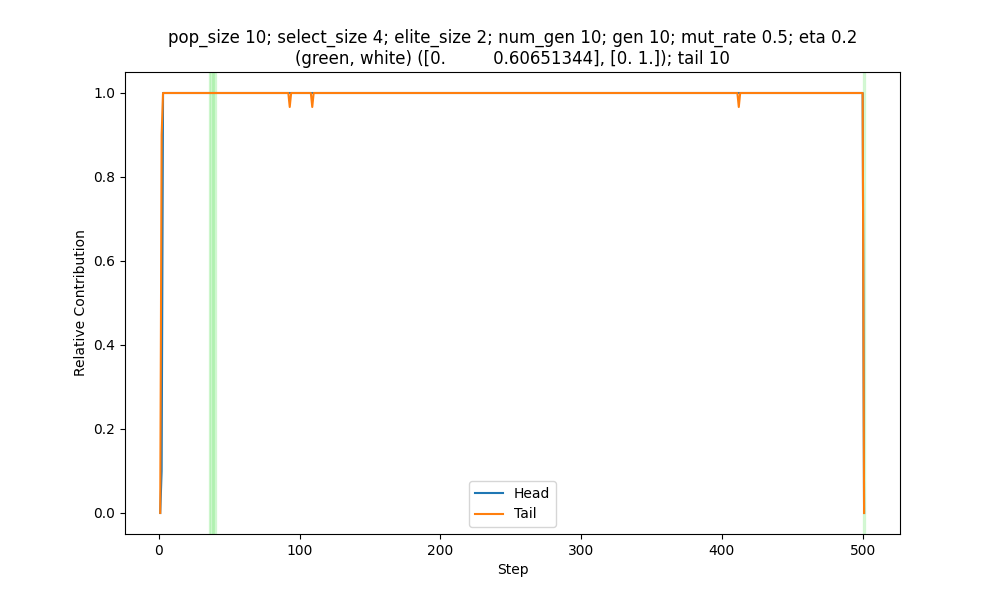 pop_size 10; select_size 4; elite_size 2; num_gen 10; gen 10; mut_rate 0.5; eta 0.2
(green, white) ([0.         0.60651344], [0. 1.]); tail 10
1.0
0.8
0.6
0.4
0.2
0.0
Relative Contribution
Head
Tail
0
100
200
300
400
500
Step